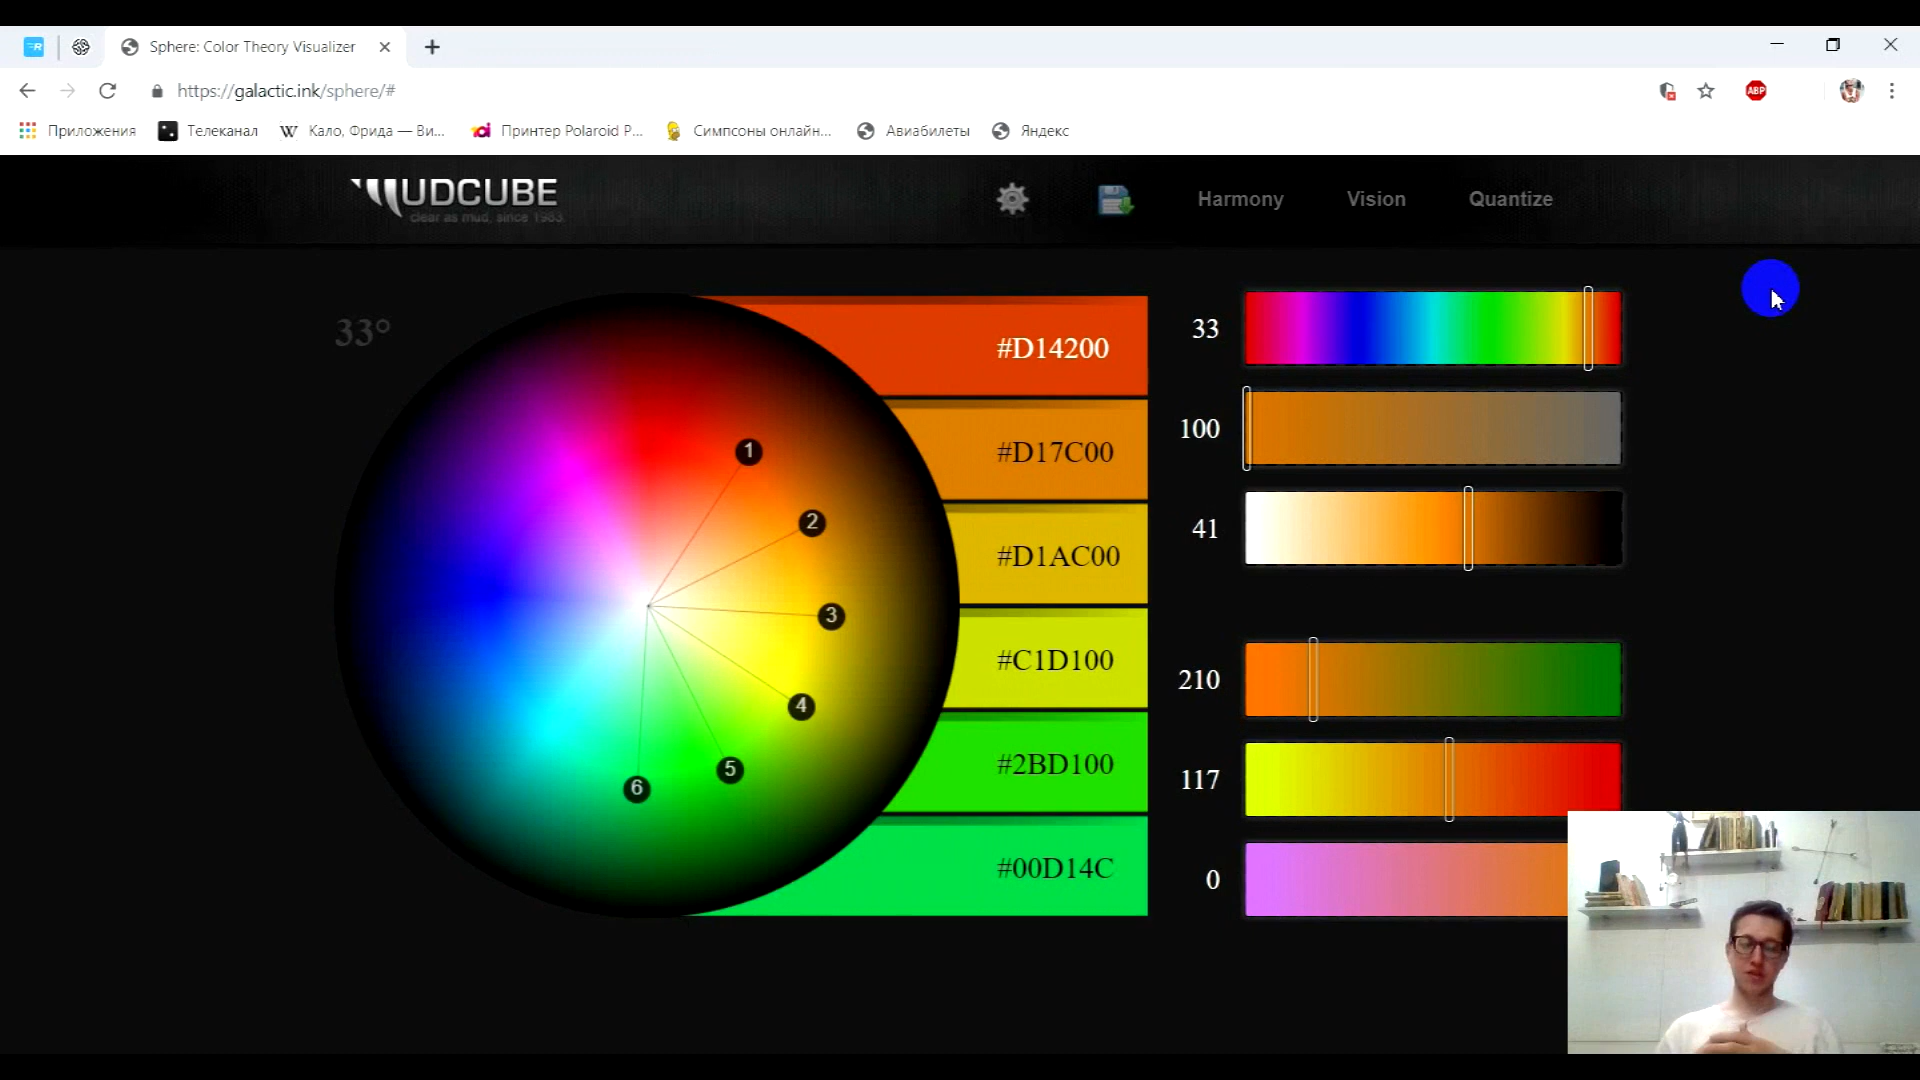 Sphere: Color Theory Visualizer
https://galactic.ink/sphere/#
ABP
Приложения
Телеканал
W Кало, Фрида — Ви...
Принтер Polaroid P...
Симпсоны онлайн...
Авиабилеты
Яндекс
MUDCUBE
clear as mud, since 1983.
Harmony
Vision
Quantize
33°
1
2
3
4
5
6
#D14200
#D17C00
#D1AC00
#C1D100
#2BD100
#00D14C
33
100
41
210
117
0